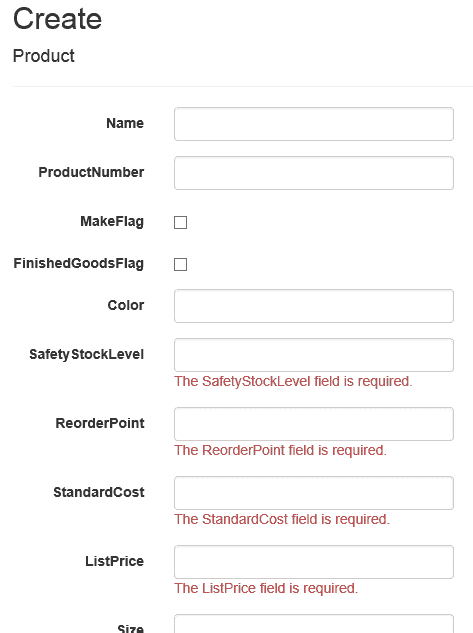 Create
Product
Name
ProductNumber
MakeFlag
FinishedGoodsFlag
Color
SafetyStockLevel
The SafetyStockLevel field is required.
ReorderPoint
The ReorderPoint field is required.
StandardCost
The StandardCost field is required.
ListPrice
The ListPrice field is required.
Size